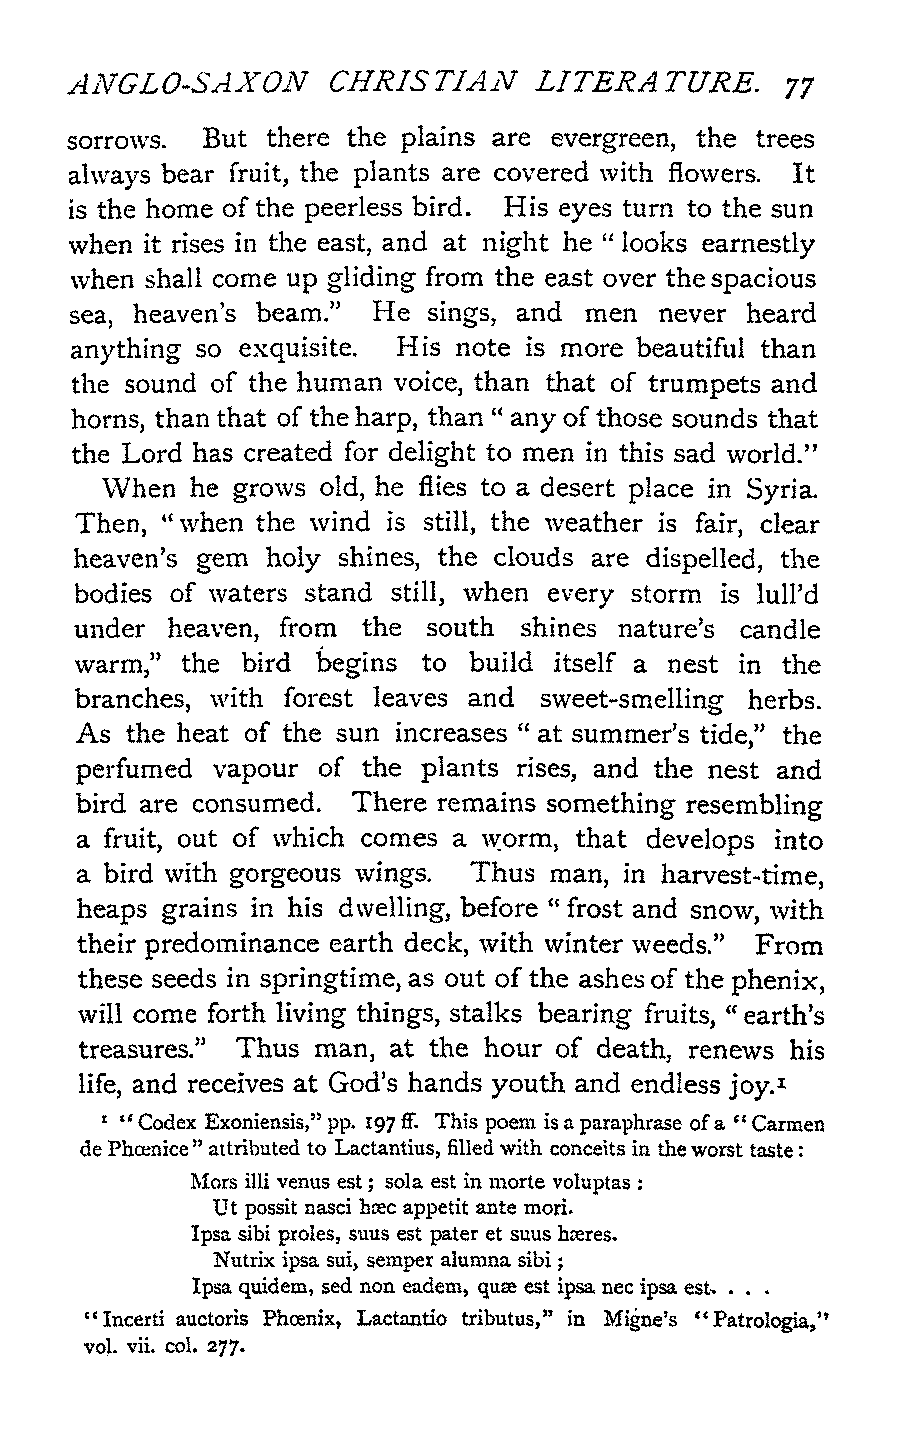 ANGLO-SAXON CHRISTIAN LITERATURE. 77
sorrows. But there the plains are evergreen, the trees
always bear fruit, the plants are covered with flowers. It
is the home of the peerless bird. His eyes turn to the sun
when it rises in the east, and at night he “looks earnestly
when shall come up gliding from the east over the spacious
sea, heaven's beam.” He sings, and men never heard
anything so exquisite. His note is more beautiful than
the sound of the human voice, than that of trumpets and
horns, than that of the harp, than “any of those sounds that
the Lord has created for delight to men in this sad world.”
When he grows old, he flies to a desert place in Syria.
Then, “when the wind is still, the weather is fair, clear
heaven's gem holy shines, the clouds are dispelled, the
bodies of waters stand still, when every storm is lull'd
under heaven, from the south shines nature's candle
warm,” the bird begins to build itself a nest in the
branches, with forest leaves and sweet-smelling herbs.
As the heat of the sun increases “at summer's tide,” the
perfumed vapour of the plants rises, and the nest and
bird are consumed. There remains something resembling
a fruit, out of which comes a worm, that develops into
a bird with gorgeous wings. Thus man, in harvest-time,
heaps grains in his dwelling, before “frost and snow, with
their predominance earth deck, with winter weeds.” From
these seeds in springtime, as out of the ashes of the phenix,
will come forth living things, stalks bearing fruits, “earth's
treasures.” Thus man, at the hour of death, renews his
life, and receives at God's hands youth and endless joy.¹
¹ “Codex Exoniensis,” pp. 197 ff. This poem is a paraphrase of a “Carmen
de Phœnice” attributed to Lactantius, filled with conceits in the worst taste:
Mors illi venus est; sola est in morte voluptas:
Ut possit nasci hæc appetit ante mori.
Ipsa sibi proles, suus est pater et suus hæres.
Nutrix ipsa sui, semper alumna sibi;
Ipsa quidem, sed non eadem, quæ est ipsa nec ipsa est. . . .
“Incerti auctoris Phœnix, Lactantio tributus,” in Migne's “Patrologia,”
vol. vii. col. 277.